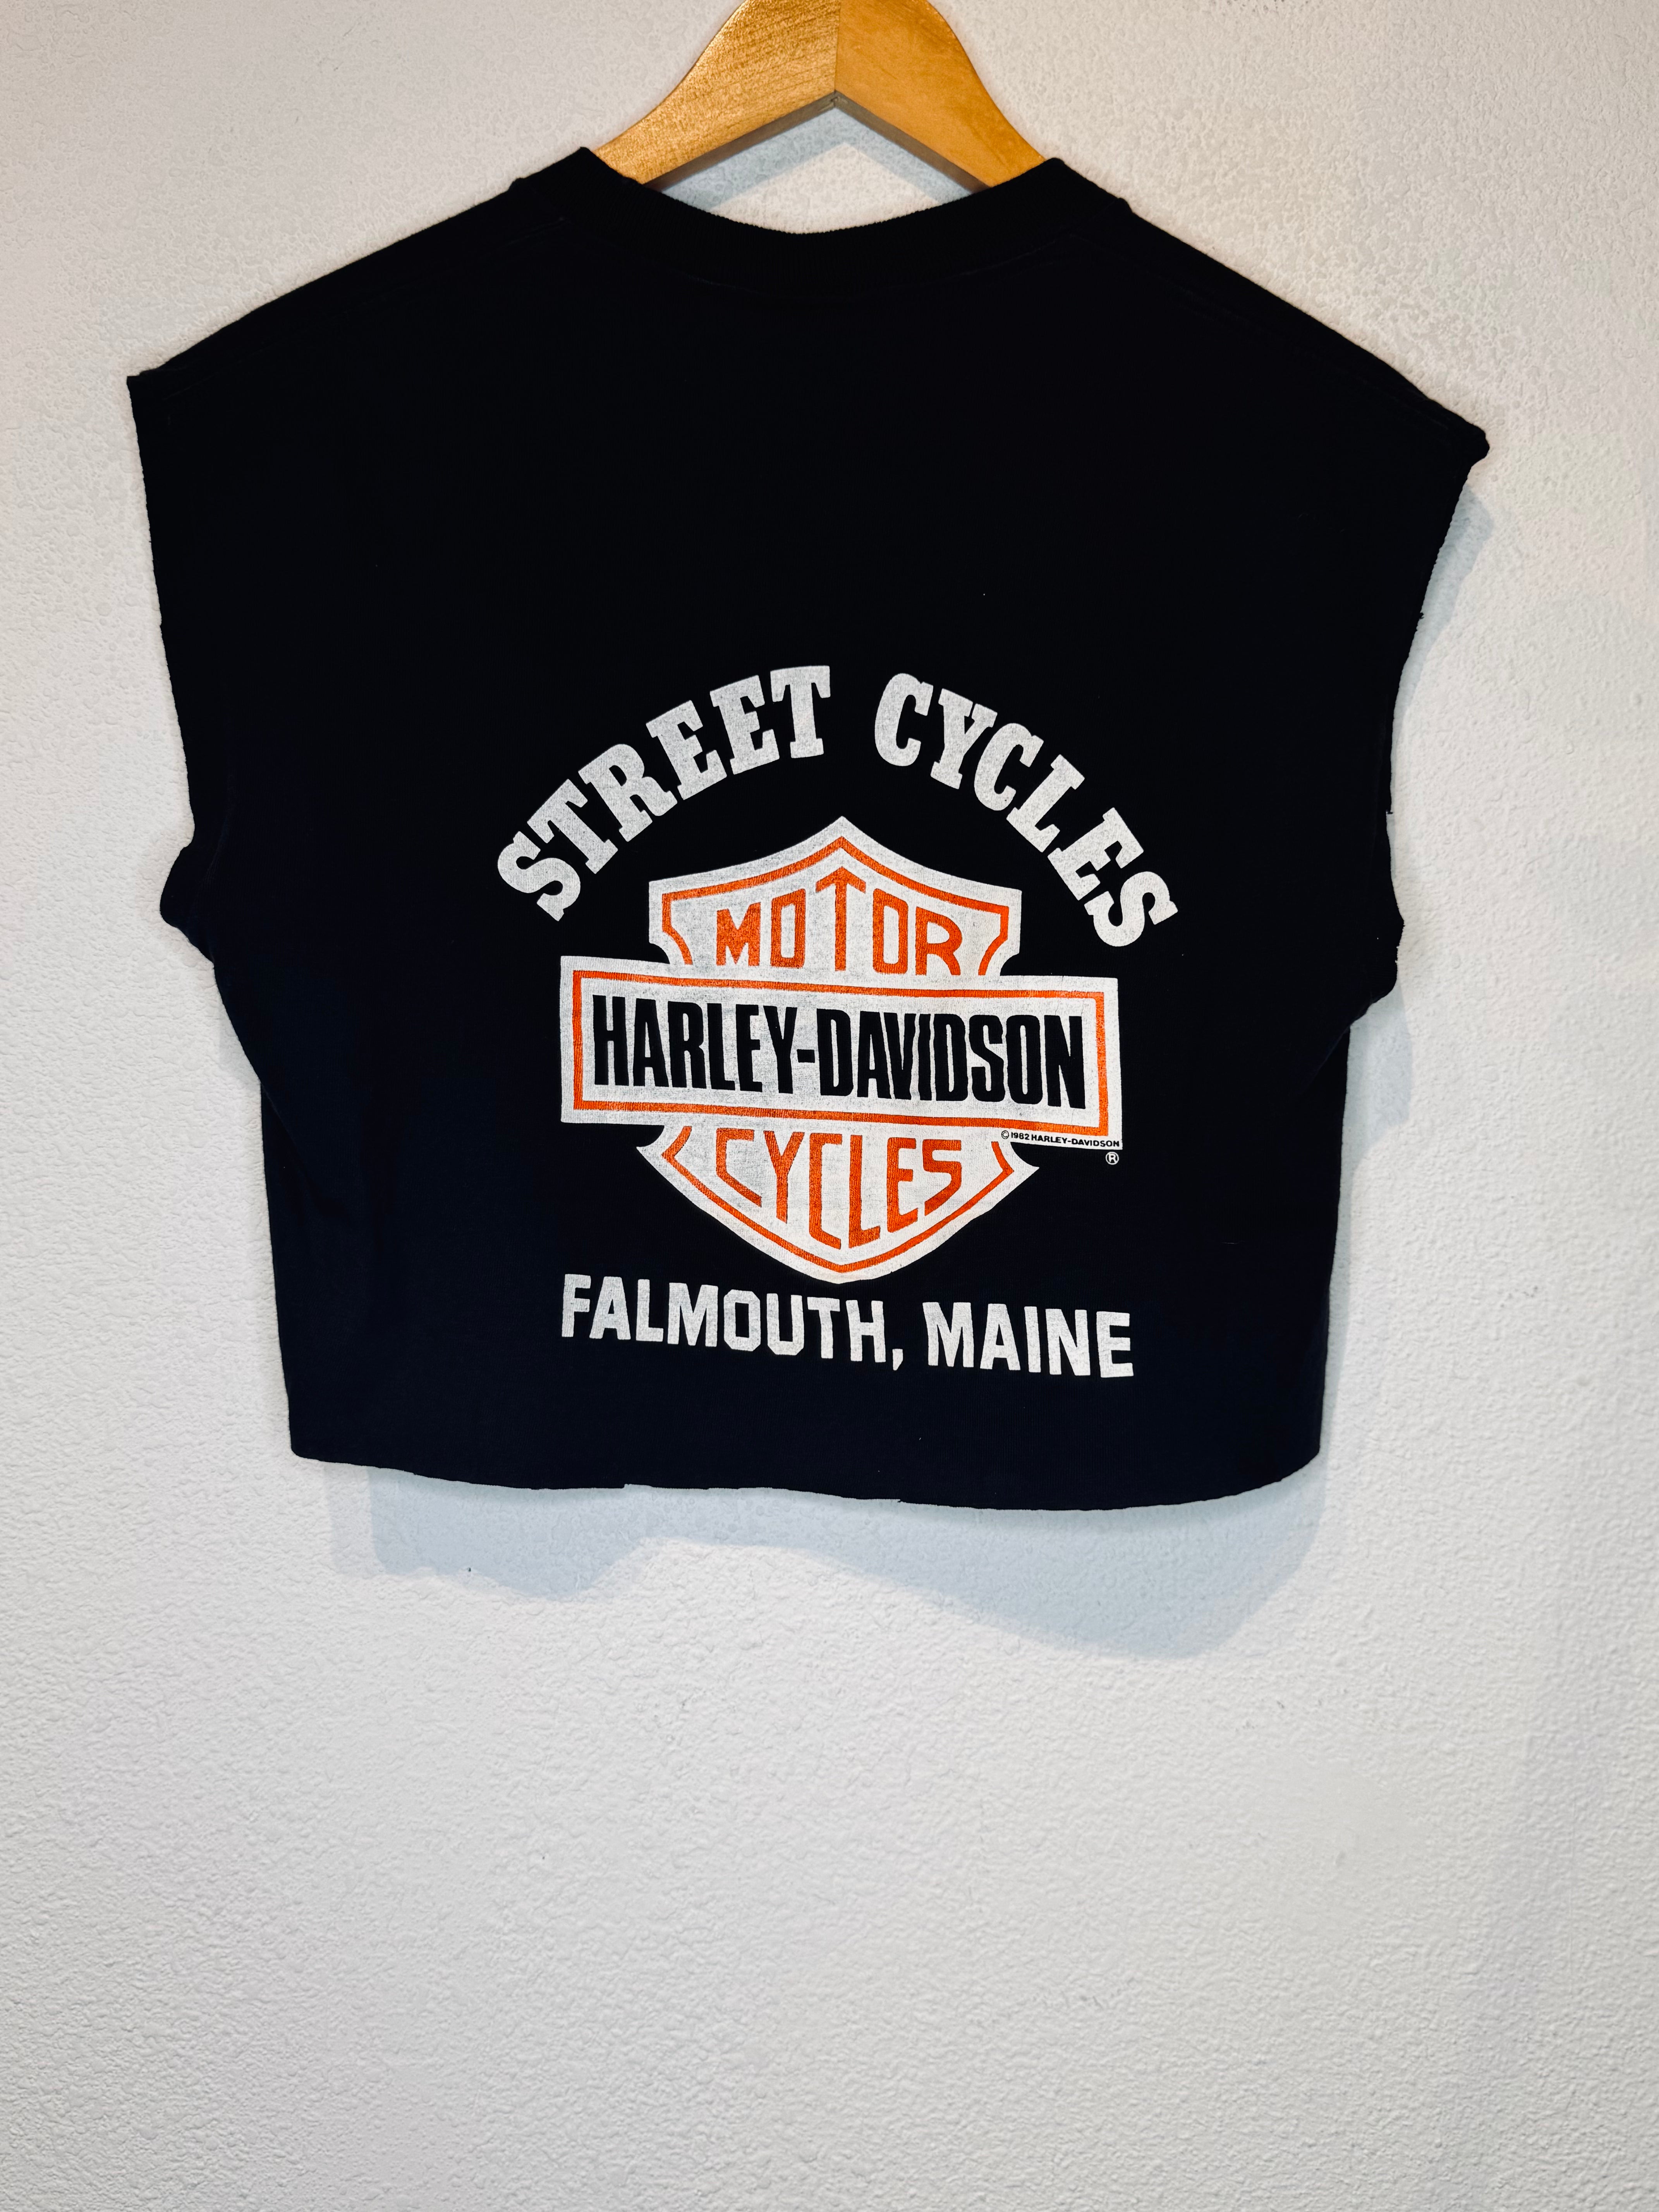 STREET CYCLES
MOTOR
HARLEY-DAVIDSON
© 1982 HARLEY-DAVIDSON
®
CYCLES
FALMOUTH, MAINE